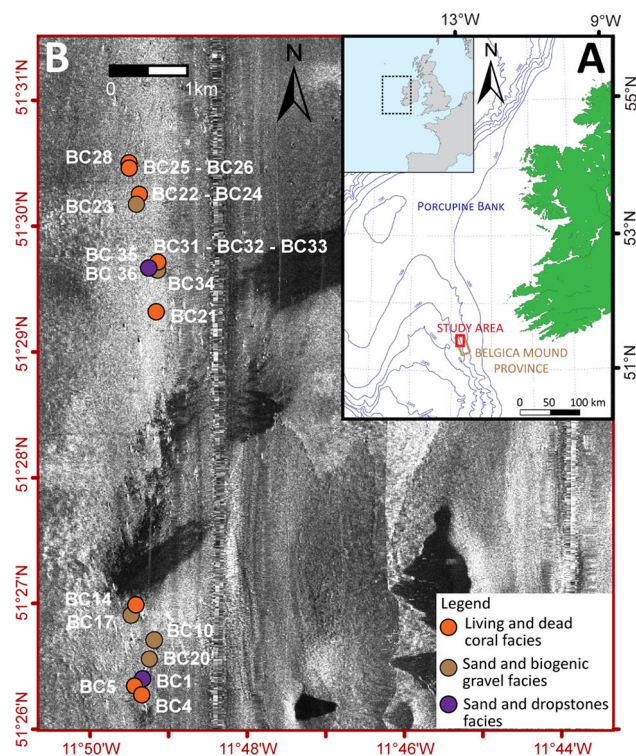 B
N
0 1km
51°31'N
51°30'N
51°29'N
51°28'N
51°27'N
51°26'N
11°50'W
11°48'W
11°46'W
11°44'W
BC28
BC25 - BC26
BC22 - BC24
BC23
BC31 - BC32 - BC33
BC 35
BC 36
BC34
BC21
BC14
BC17
BC10
BC20
BC5
BC1
BC4
13°W
9°W
A
N
55°N
53°N
51°N
PORCUPINE BANK
STUDY AREA
BELGICA MOUND
PROVINCE
0 50 100 km
Legend
Living and dead
coral facies
Sand and biogenic
gravel facies
Sand and dropstones
facies